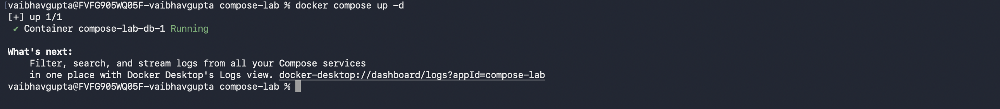 [vaibhavgupta@FVFG905WQ05F-vaibhavgupta compose-lab % docker compose up -d
[+] up 1/1
✔ Container compose-lab-db-1 Running
What's next:
Filter, search, and stream logs from all your Compose services
in one place with Docker Desktop's Logs view. docker-desktop://dashboard/logs?appId=compose-lab
vaibhavgupta@FVFG905WQ05F-vaibhavgupta compose-lab %